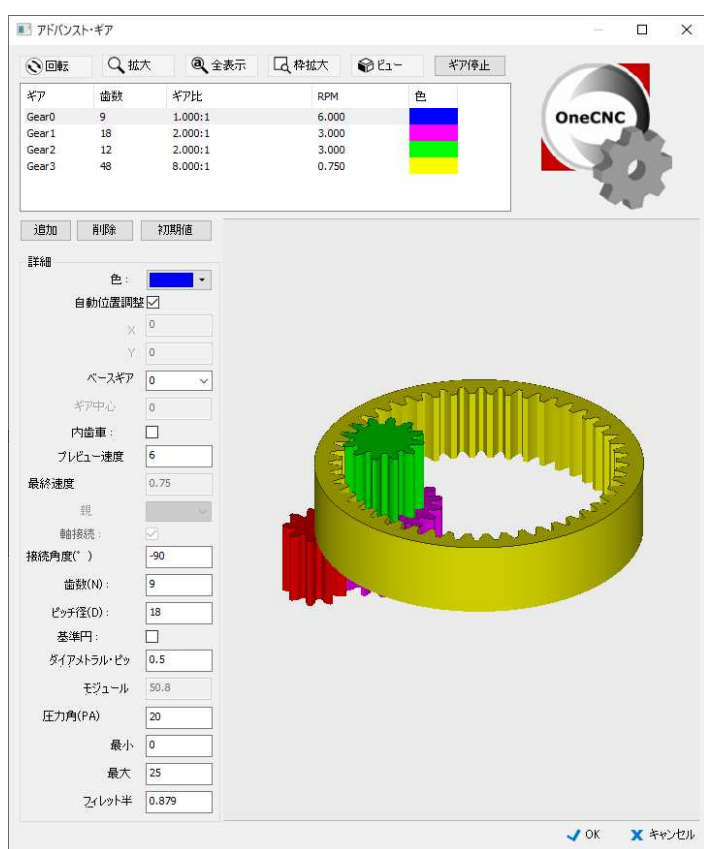 アドバンスト・ギア
回転 拡大 全表示 枠拡大 ビュー ギア停止
ギア 歯数 ギア比 RPM 色
Gear0 9 1.000:1 6.000
Gear1 18 2.000:1 3.000
Gear2 12 2.000:1 3.000
Gear3 48 8.000:1 0.750
OneCNC
追加 削除 初期値
詳細
色:
自動位置調整
X 0
Y 0
ベースギア 0
ギア中心 0
内歯車:
プレビュー速度 6
最終速度 0.75
親
軸接続:
接続角度(°) -90
歯数(N): 9
ピッチ径(D): 18
基準円:
ダイアメトラル・ピッ 0.5
モジュール 50.8
圧力角(PA) 20
最小 0
最大 25
フィレット半 0.879
OK キャンセル